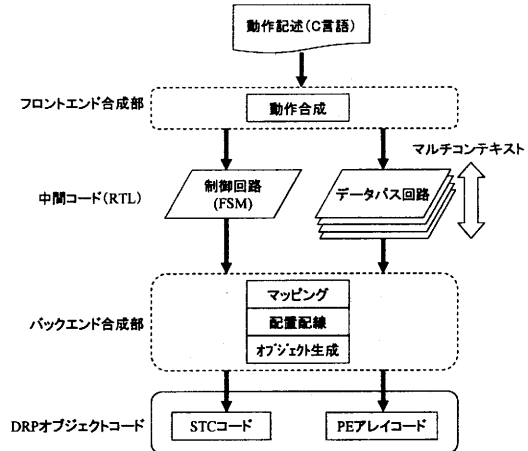 動作記述(C言語)
フロントエンド合成部
動作合成
マルチコンテキスト
中間コード(RTL)
制御回路
(FSM)
データパス回路
バックエンド合成部
マッピング
配置配線
オブジェクト生成
DRPオブジェクトコード
STCコード
PEアレイコード